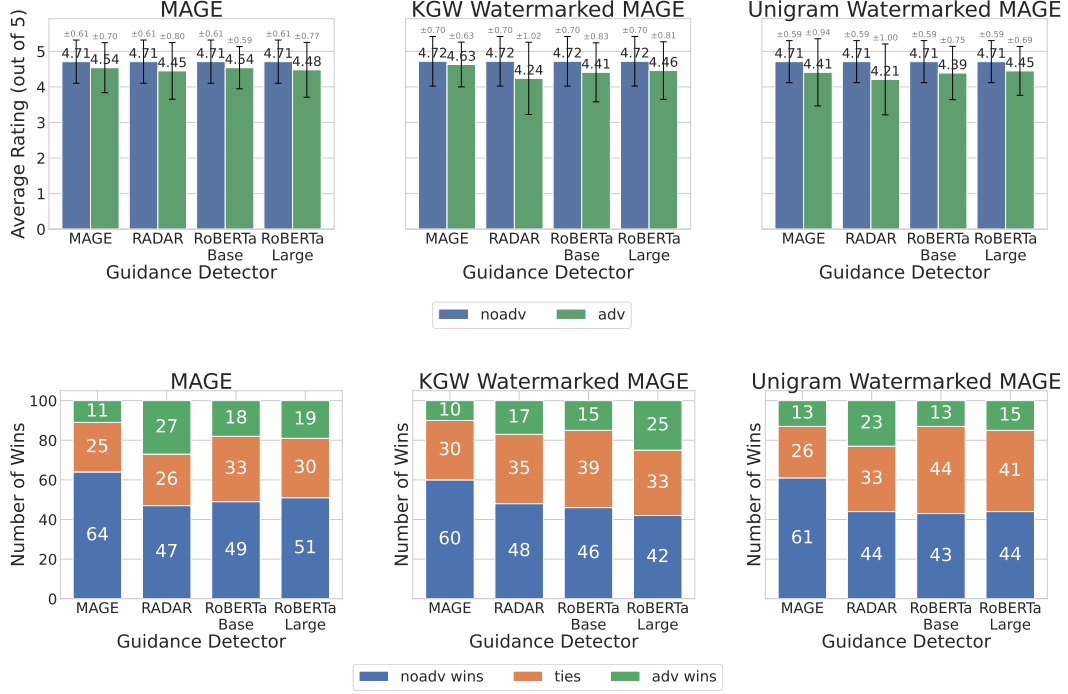 MAGE
KGW Watermarked MAGE
Unigram Watermarked MAGE
Average Rating (out of 5)
5
4
3
2
1
0
±0.61 ±0.70 ±0.61 ±0.80 ±0.61 ±0.59 ±0.61 ±0.77
4.71 4.54 4.71 4.45 4.71 4.54 4.71 4.48
MAGE RADAR RoBERTa Base RoBERTa Large
Guidance Detector
±0.70 ±0.63 ±0.70 ±1.02 ±0.70 ±0.83 ±0.70 ±0.81
4.72 4.63 4.72 4.24 4.72 4.41 4.72 4.46
MAGE RADAR RoBERTa Base RoBERTa Large
Guidance Detector
±0.59 ±0.94 ±0.59 ±1.00 ±0.59 ±0.75 ±0.59 ±0.69
4.71 4.41 4.71 4.21 4.71 4.39 4.71 4.45
MAGE RADAR RoBERTa Base RoBERTa Large
Guidance Detector
noadv adv
MAGE
Number of Wins
100
80
60
40
20
0
11 27 18 19
25 26 33 30
64 47 49 51
MAGE RADAR RoBERTa Base RoBERTa Large
Guidance Detector
KGW Watermarked MAGE
Number of Wins
10 17 15 25
30 35 39 33
60 48 46 42
MAGE RADAR RoBERTa Base RoBERTa Large
Guidance Detector
Unigram Watermarked MAGE
Number of Wins
13 23 13 15
26 33 44 41
61 44 43 44
MAGE RADAR RoBERTa Base RoBERTa Large
Guidance Detector
noadv wins ties adv wins